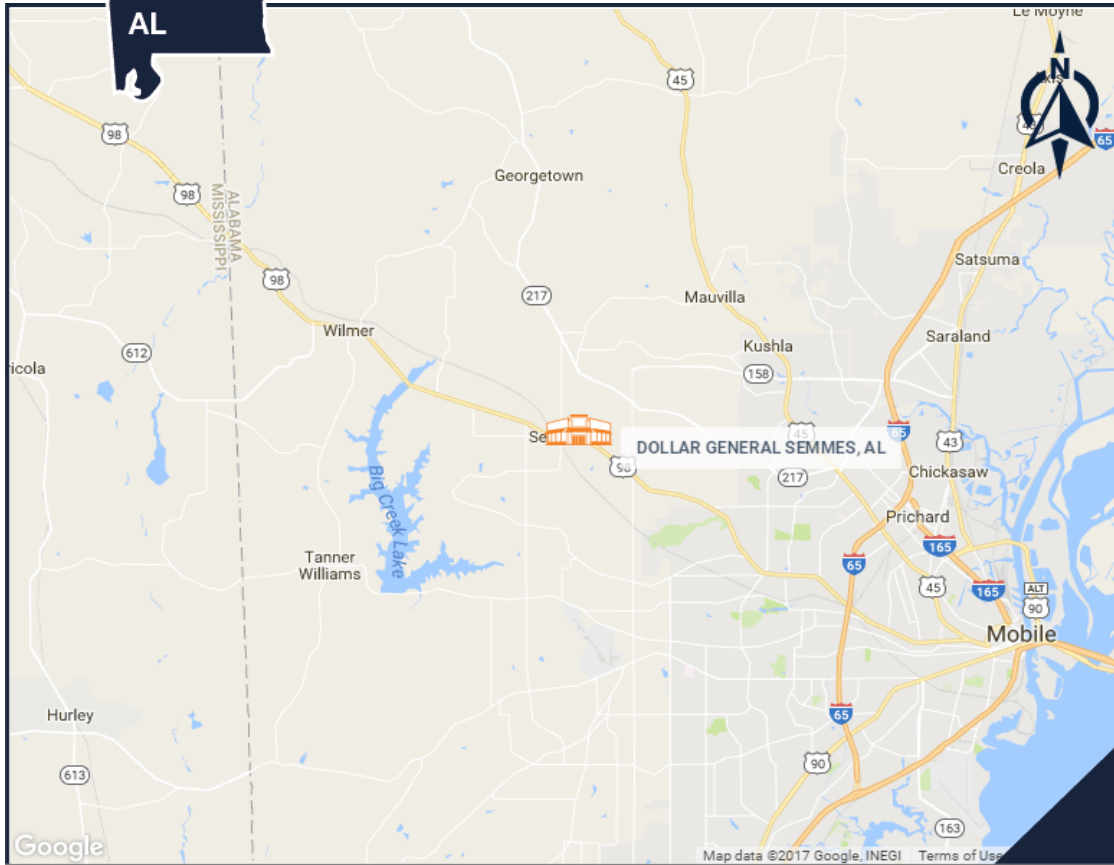 AL
Le Moyne
45
N
Axis
43
65
98
Creola
Georgetown
98
ALABAMA
MISSISSIPPI
Satsuma
98
217
Mauvilla
Wilmer
Saraland
612
Kushla
158
DOLLAR GENERAL SEMMES, AL
45
65
43
98
217
Chickasaw
Big Creek Lake
Prichard
165
65
Tanner
Williams
45
165
ALT
90
Mobile
Hurley
65
90
613
163
Google
Map data ©2017 Google, INEGI
Terms of Use